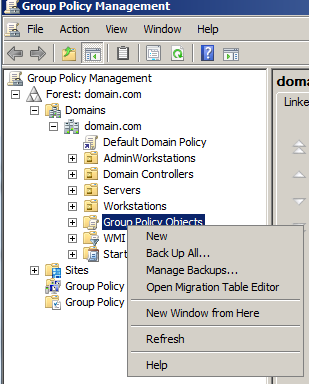 Group Policy Management
File Action View Window Help
Group Policy Management
doma
Forest: domain.com
Domains
Linke
domain.com
Default Domain Policy
AdminWorkstations
Domain Controllers
Servers
Workstations
Group Policy Objects
WMI
Start
Sites
Group Policy
Group Policy
New
Back Up All...
Manage Backups...
Open Migration Table Editor
New Window from Here
Refresh
Help